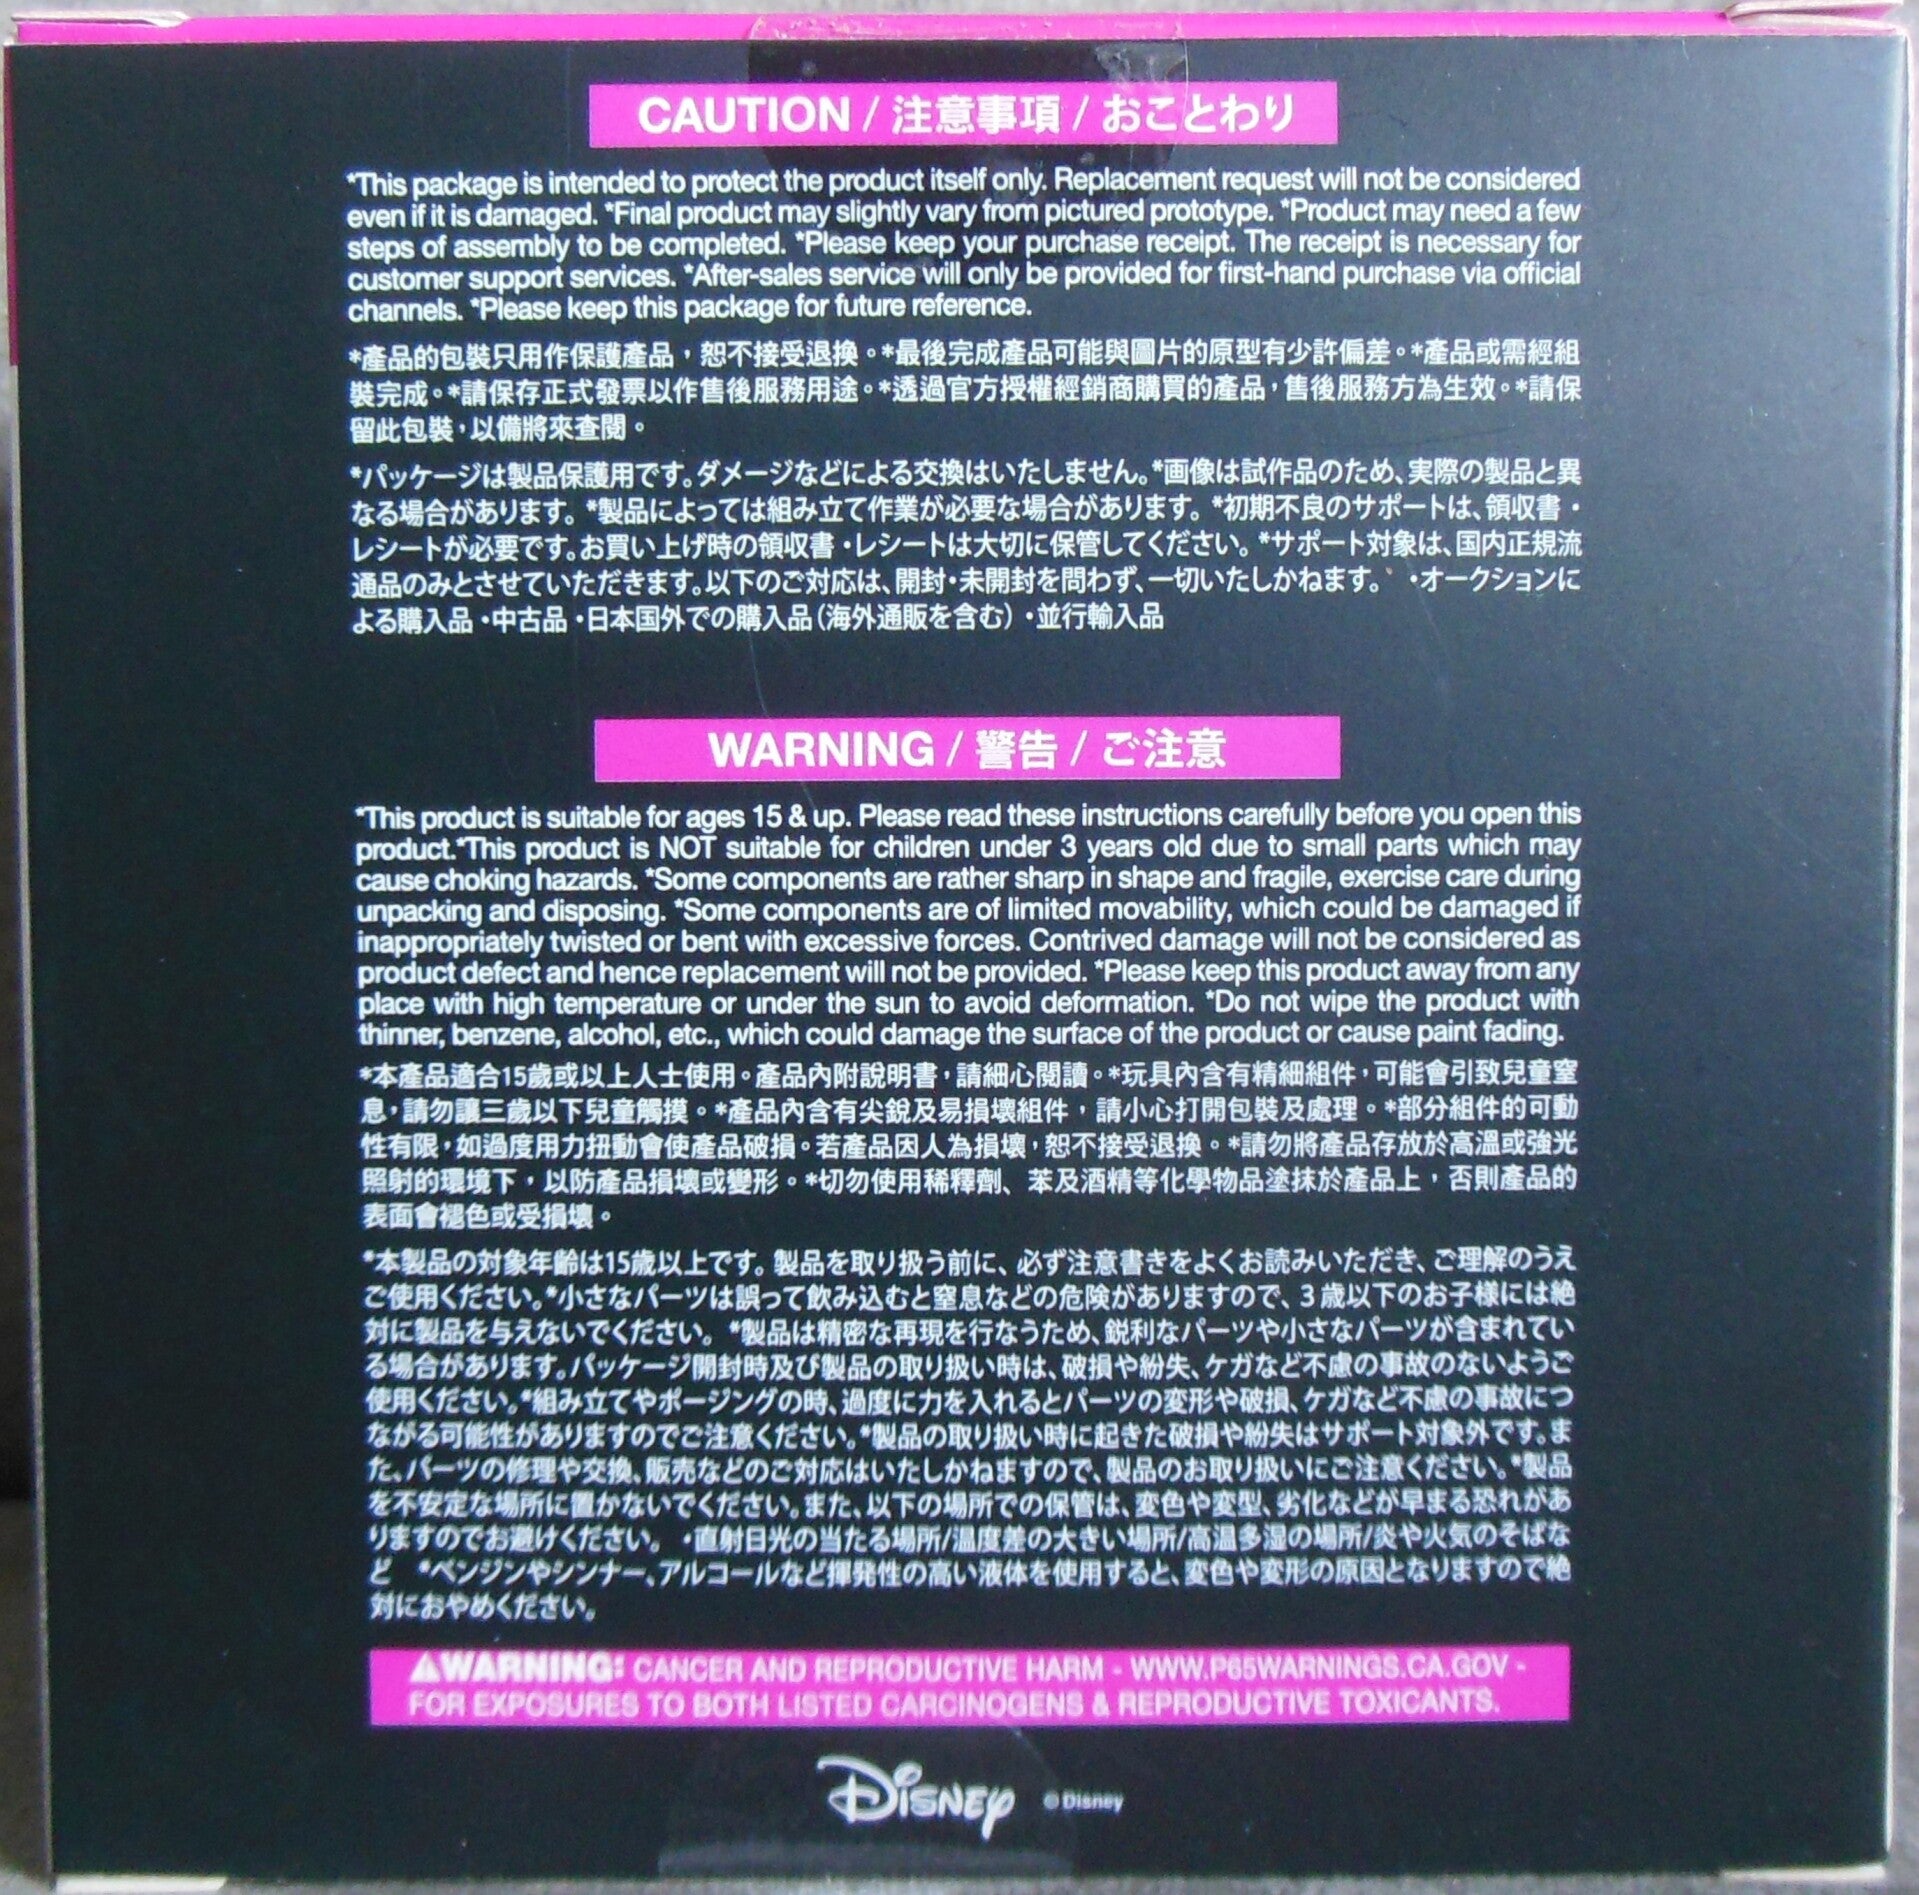 CAUTION / 注意事項 / おことわり
*This package is intended to protect the product itself only. Replacement request will not be considered
even if it is damaged. *Final product may slightly vary from pictured prototype. *Product may need a few
steps of assembly to be completed. *Please keep your purchase receipt. The receipt is necessary for
customer support services. *After-sales service will only be provided for first-hand purchase via official
channels. *Please keep this package for future reference.
*產品的包裝只用作保護產品，恕不接受退換。*最後完成產品可能與圖片的原型有少許偏差。*產品或需經組
裝完成。*請保存正式發票以作售後服務用途。*透過官方授權經銷商購買的產品，售後服務方為生效。*請保
留此包裝，以備將來查閱。
*パッケージは製品保護用です。ダメージなどによる交換はいたしません。*画像は試作品のため、実際の製品と異
なる場合があります。*製品によっては組み立て作業が必要な場合があります。*初期不良のサポートは、領収書・
レシートが必要です。お買い上げ時の領収書・レシートは大切に保管してください。*サポート対象は、国内正規流
通品のみとさせていただきます。以下のご対応は、開封・未開封を問わず、一切いたしかねます。 ・オークションに
よる購入品 ・中古品 ・日本国外での購入品（海外通販を含む） ・並行輸入品
WARNING / 警告 / ご注意
*This product is suitable for ages 15 & up. Please read these instructions carefully before you open this
product.*This product is NOT suitable for children under 3 years old due to small parts which may
cause choking hazards. *Some components are rather sharp in shape and fragile, exercise care during
unpacking and disposing. *Some components are of limited movability, which could be damaged if
inappropriately twisted or bent with excessive forces. Contrived damage will not be considered as
product defect and hence replacement will not be provided. *Please keep this product away from any
place with high temperature or under the sun to avoid deformation. *Do not wipe the product with
thinner, benzene, alcohol, etc., which could damage the surface of the product or cause paint fading.
*本產品適合15歲或以上人士使用。產品內附說明書，請細心閱讀。*玩具內含有精細組件，可能會引致兒童窒
息，請勿讓三歲以下兒童觸摸。*產品內含有尖銳及易損壞組件，請小心打開包裝及處理。*部分組件的可動
性有限，如過度用力扭動會使產品破損。若產品因人為損壞，恕不接受退換。*請勿將產品存放於高溫或強光
照射的環境下，以防產品損壞或變形。*切勿使用稀釋劑、苯及酒精等化學物品塗抹於產品上，否則產品的
表面會褪色或受損壞。
*本製品の対象年齢は15歳以上です。製品を取り扱う前に、必ず注意書きをよくお読みいただき、ご理解のうえ
ご使用ください。*小さなパーツは誤って飲み込むと窒息などの危険がありますので、３歳以下のお子様には絶
対に製品を与えないでください。*製品は精密な再現を行なうため、鋭利なパーツや小さなパーツが含まれてい
る場合があります。パッケージ開封時及び製品の取り扱い時は、破損や紛失、ケガなど不慮の事故のないようご
使用ください。*組み立てやポージングの時、過度に力を入れるとパーツの変形や破損、ケガなど不慮の事故につ
ながる可能性がありますのでご注意ください。*製品の取り扱い時に起きた破損や紛失はサポート対象外です。ま
た、パーツの修理や交換、販売などのご対応はいたしかねますので、製品のお取り扱いにご注意ください。*製品
を不安定な場所に置かないでください。また、以下の場所での保管は、変色や変型、劣化などが早まる恐れがあ
りますのでお避けください。 ・直射日光の当たる場所/温度差の大きい場所/高温多湿の場所/炎や火気のそばな
ど　*ベンジンやシンナー、アルコールなど揮発性の高い液体を使用すると、変色や変形の原因となりますので絶
対におやめください。
⚠WARNING: CANCER AND REPRODUCTIVE HARM - WWW.P65WARNINGS.CA.GOV -
FOR EXPOSURES TO BOTH LISTED CARCINOGENS & REPRODUCTIVE TOXICANTS.
Disney © Disney